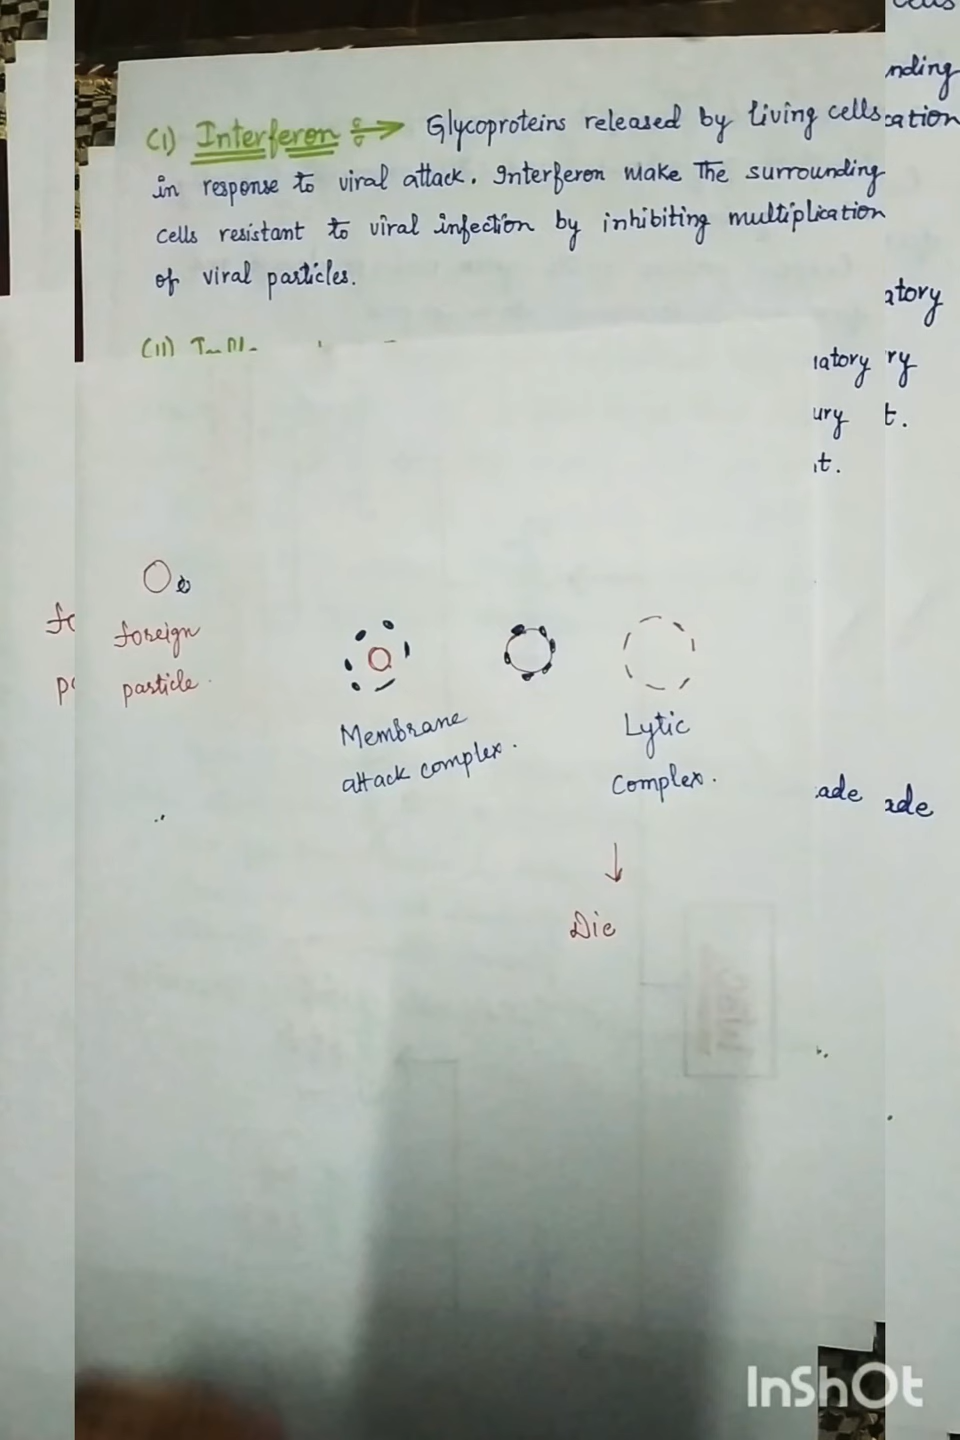 (I) Interferon → Glycoproteins released by living cells
in response to viral attack. Interferon make the surrounding
cells resistant to viral infection by inhibiting multiplication
of viral particles.
foreign
particle.
Membrane
attack complex.
Lytic
Complex.
↓
Die
nding
cation
atory
iatory ry
ury t.
it.
ade
InShOt